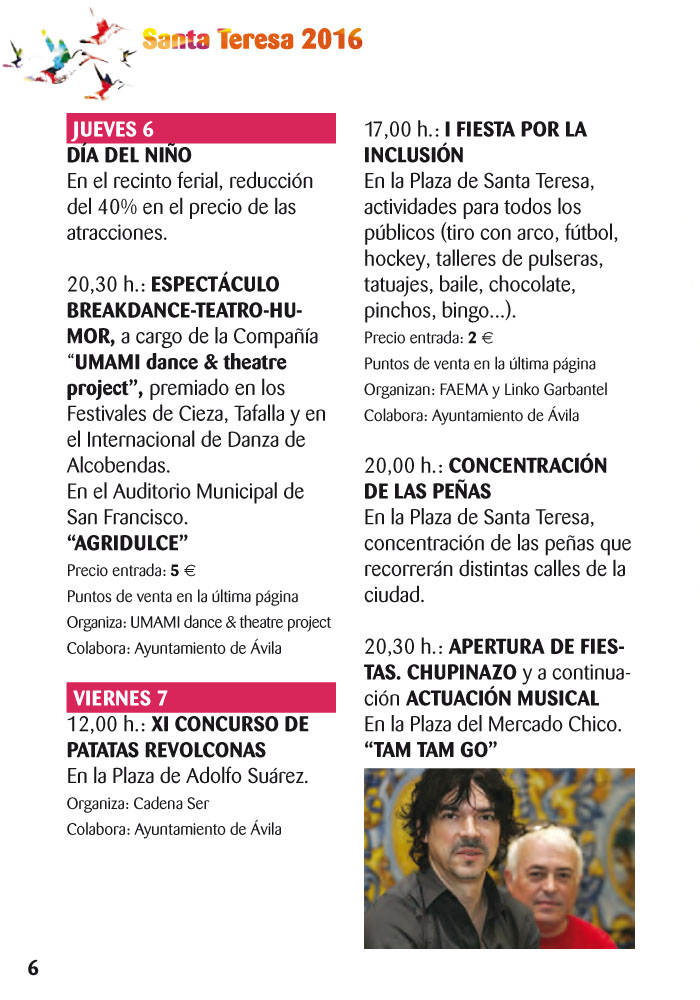 Santa Teresa 2016
JUEVES 6
DÍA DEL NIÑO
En el recinto ferial, reducción
del 40% en el precio de las
atracciones.
20,30 h.: ESPECTÁCULO
BREAKDANCE-TEATRO-HU-
MOR, a cargo de la Compañía
“UMAMI dance & theatre
project”, premiado en los
Festivales de Cieza, Tafalla y en
el Internacional de Danza de
Alcobendas.
En el Auditorio Municipal de
San Francisco.
“AGRIDULCE”
Precio entrada: 5 €
Puntos de venta en la última página
Organiza: UMAMI dance & theatre project
Colabora: Ayuntamiento de Ávila
VIERNES 7
12,00 h.: XI CONCURSO DE
PATATAS REVOLCONAS
En la Plaza de Adolfo Suárez.
Organiza: Cadena Ser
Colabora: Ayuntamiento de Ávila
17,00 h.: I FIESTA POR LA
INCLUSIÓN
En la Plaza de Santa Teresa,
actividades para todos los
públicos (tiro con arco, fútbol,
hockey, talleres de pulseras,
tatuajes, baile, chocolate,
pinchos, bingo...).
Precio entrada: 2 €
Puntos de venta en la última página
Organizan: FAEMA y Linko Garbantel
Colabora: Ayuntamiento de Ávila
20,00 h.: CONCENTRACIÓN
DE LAS PEÑAS
En la Plaza de Santa Teresa,
concentración de las peñas que
recorrerán distintas calles de la
ciudad.
20,30 h.: APERTURA DE FIES-
TAS. CHUPINAZO y a continua-
ción ACTUACIÓN MUSICAL
En la Plaza del Mercado Chico.
“TAM TAM GO”
6